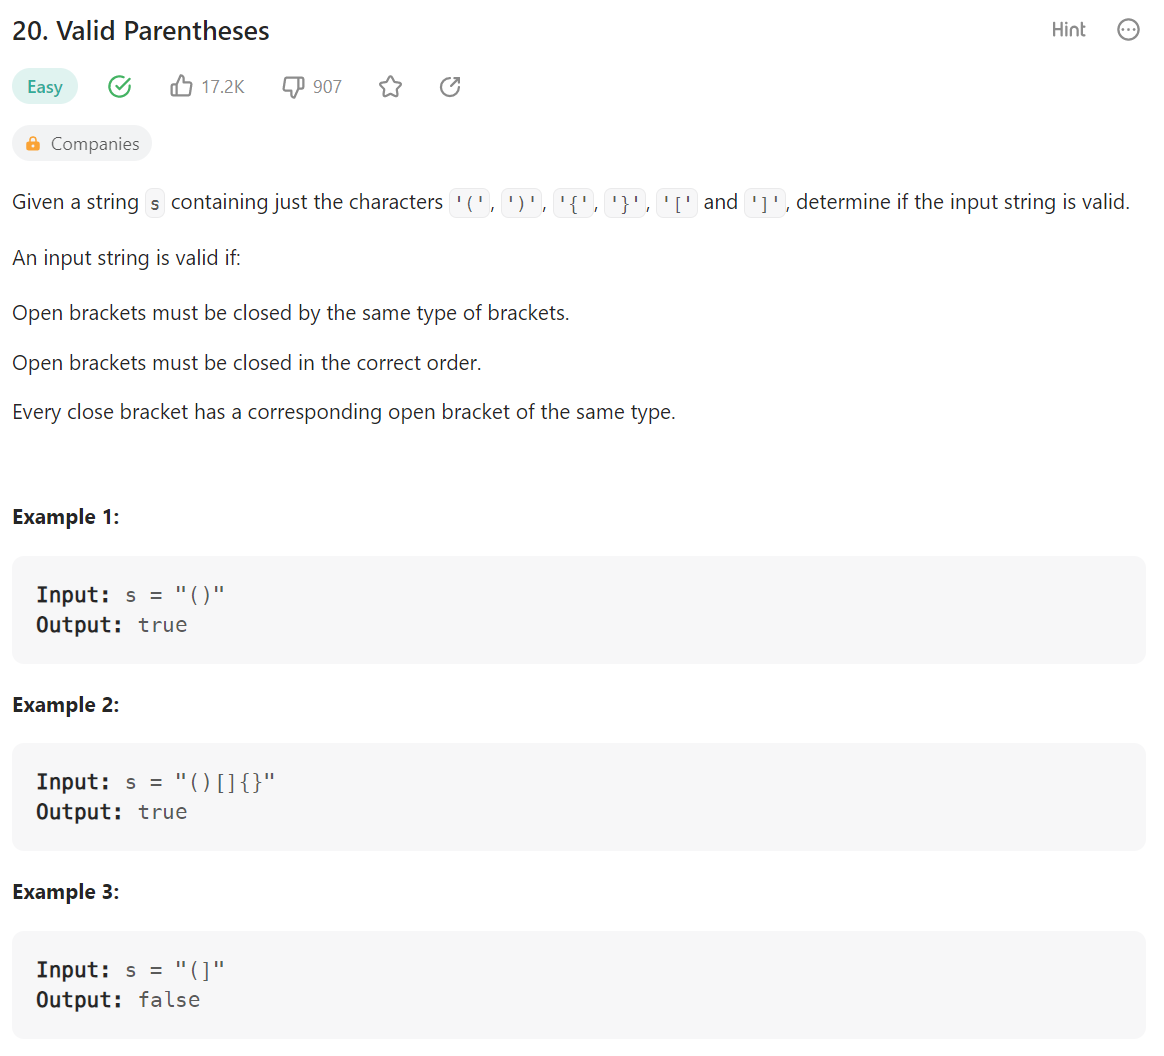 20. Valid Parentheses
Hint
Easy
17.2K
907
Companies
Given a string s containing just the characters '(', ')', '{', '}', '[' and ']', determine if the input string is valid.
An input string is valid if:
Open brackets must be closed by the same type of brackets.
Open brackets must be closed in the correct order.
Every close bracket has a corresponding open bracket of the same type.
Example 1:
Input: s = "()"
Output: true
Example 2:
Input: s = "()[]{}"
Output: true
Example 3:
Input: s = "(]"
Output: false